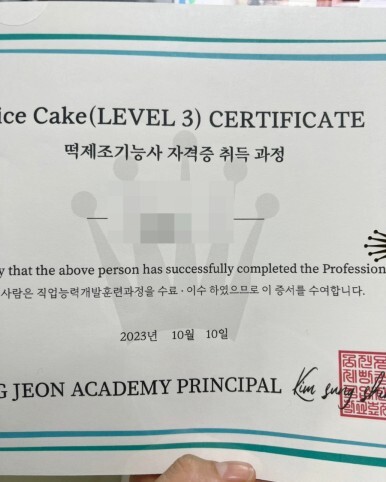 ice Cake(LEVEL 3) CERTIFICATE
떡제조기능사 자격증 취득 과정
y that the above person has successfully completed the Profession
사람은 직업능력개발훈련과정을 수료·이수 하였으므로 이 증서를 수여합니다.
2023년 10월 10일
G JEON ACADEMY PRINCIPAL Kim sung